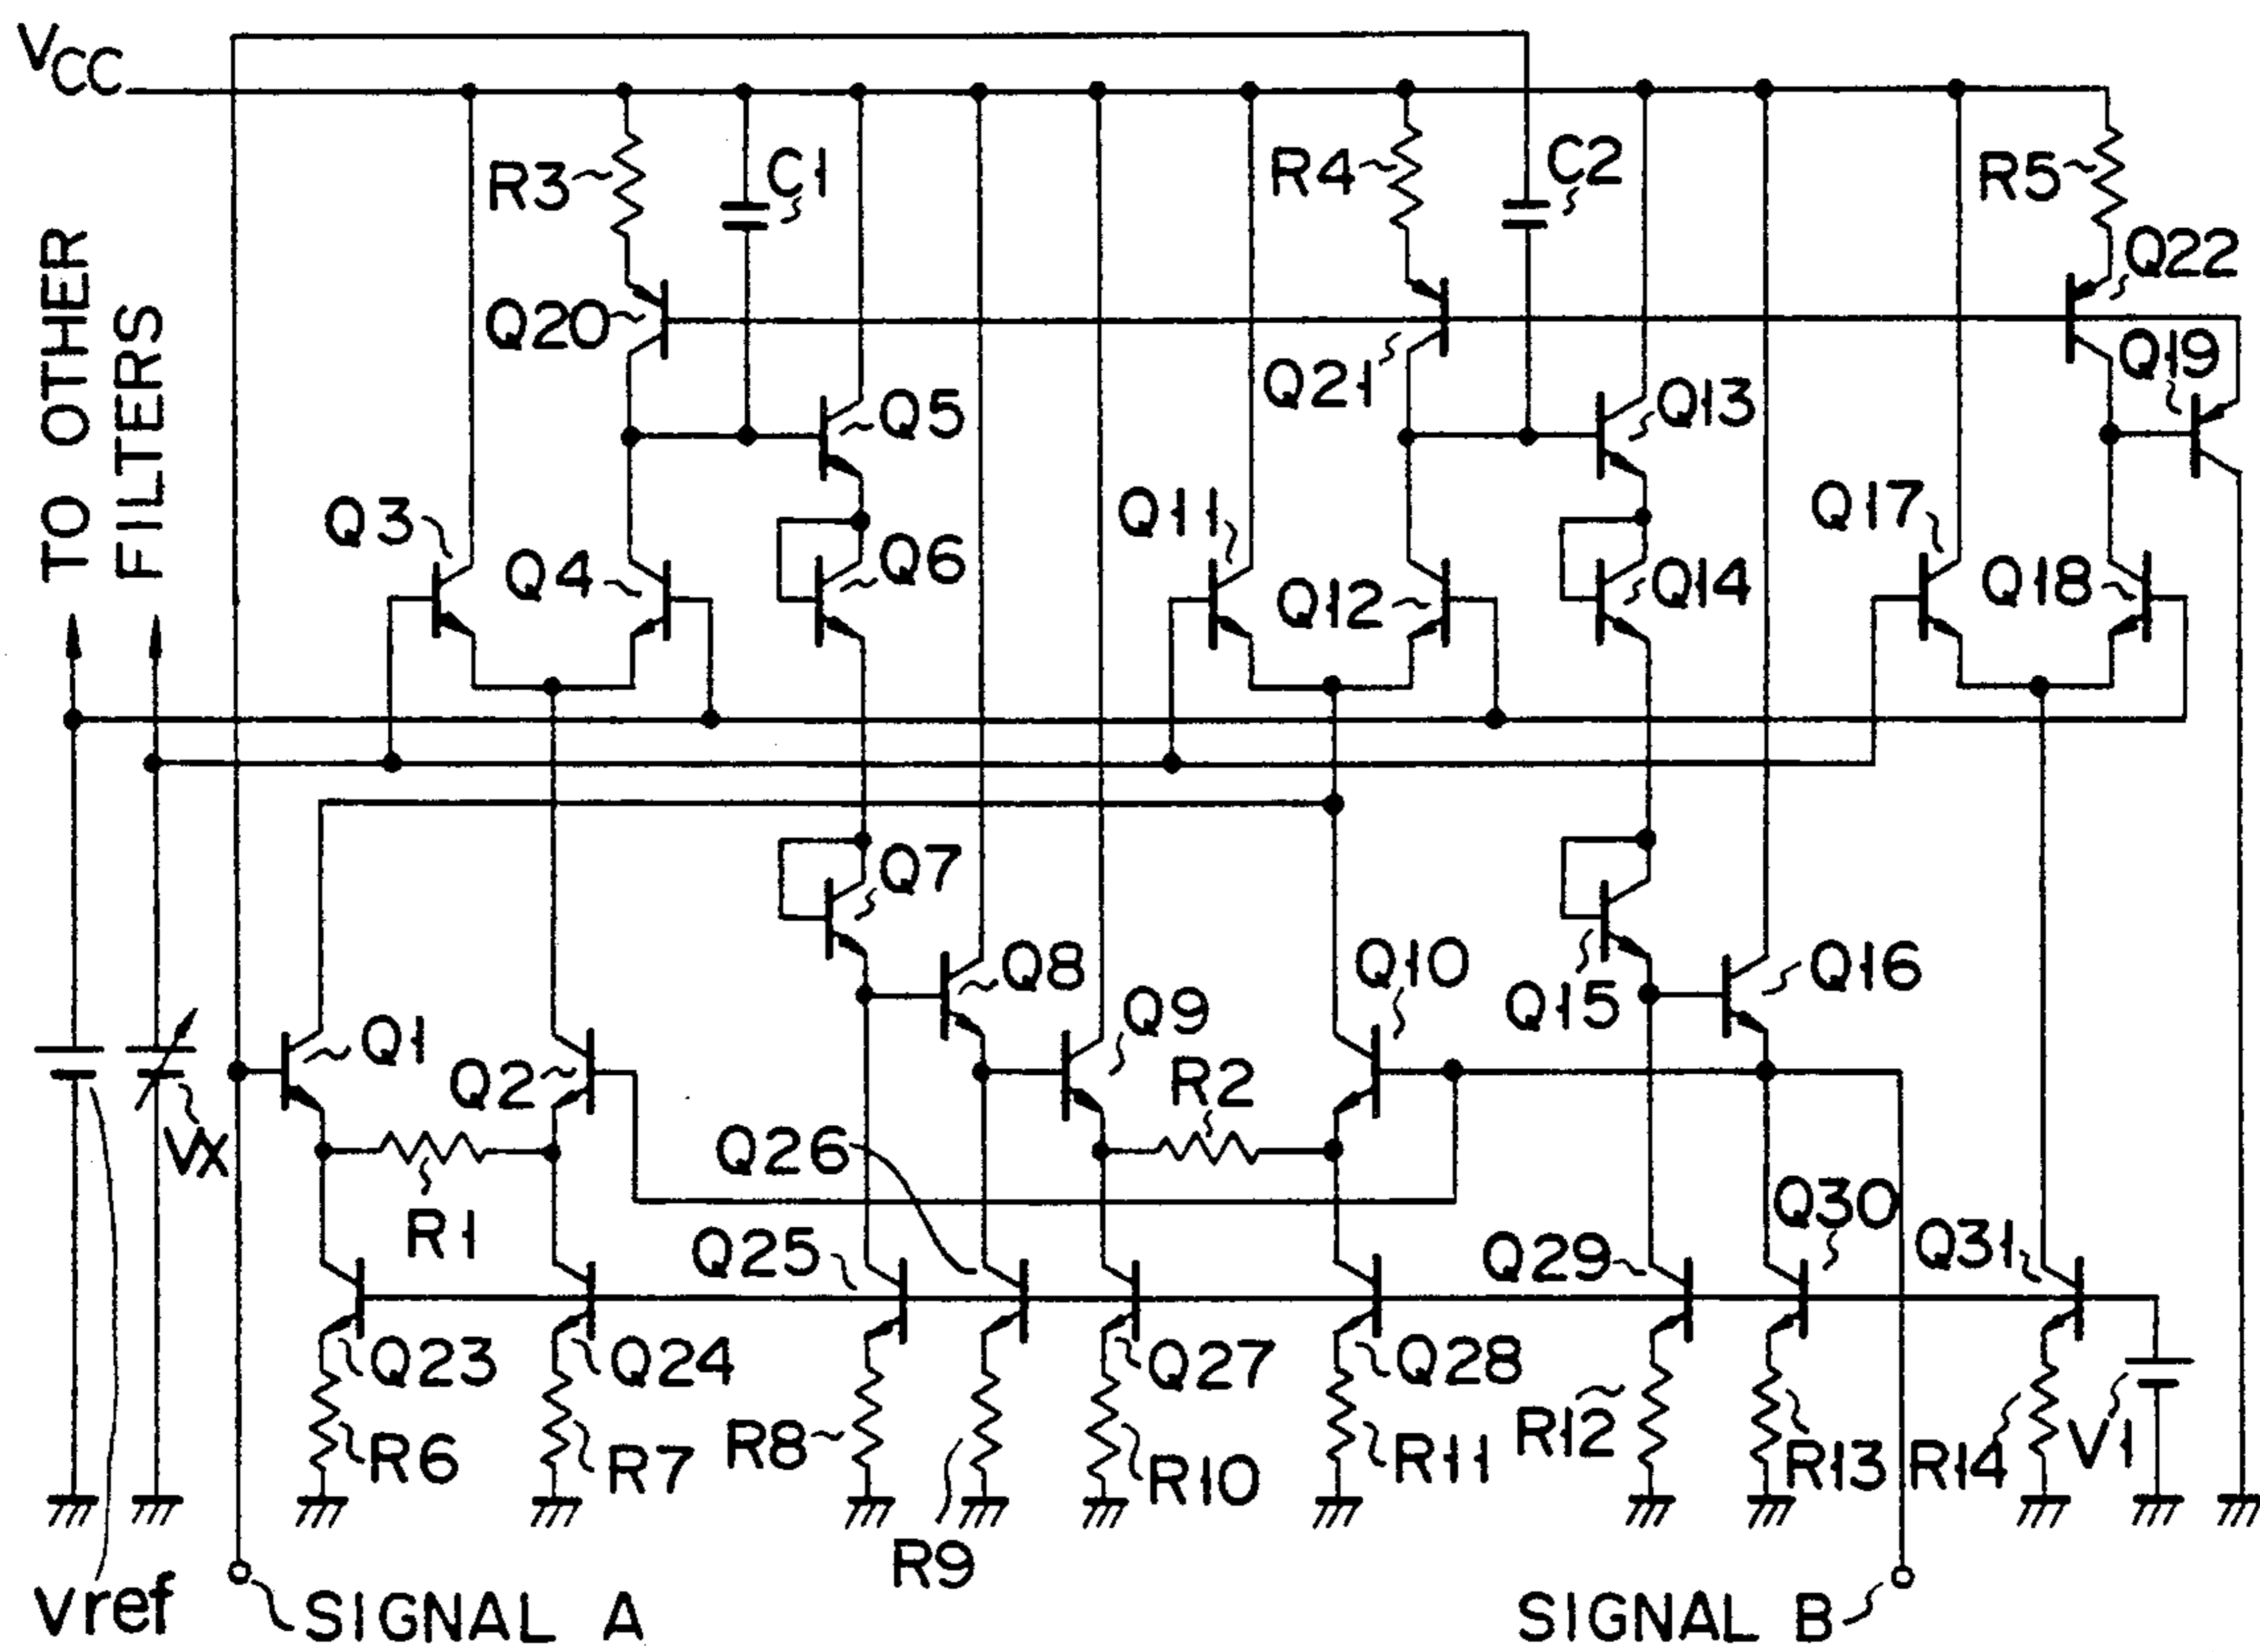 VCC
R3
C1
R4
C2
R5
Q22
Q20
Q21
Q19
Q5
Q13
TO OTHER
FILTERS
Q3
Q4
Q6
Q11
Q12
Q14
Q17
Q18
Q7
Q8
Q9
Q10
Q15
Q16
Q1
Q2
R2
VX
R1
Q26
Q25
Q30
Q29
Q31
Q23
Q24
Q27
Q28
R6
R7
R8
R10
R11
R12
R13
R14
V1
R9
Vref
SIGNAL A
SIGNAL B